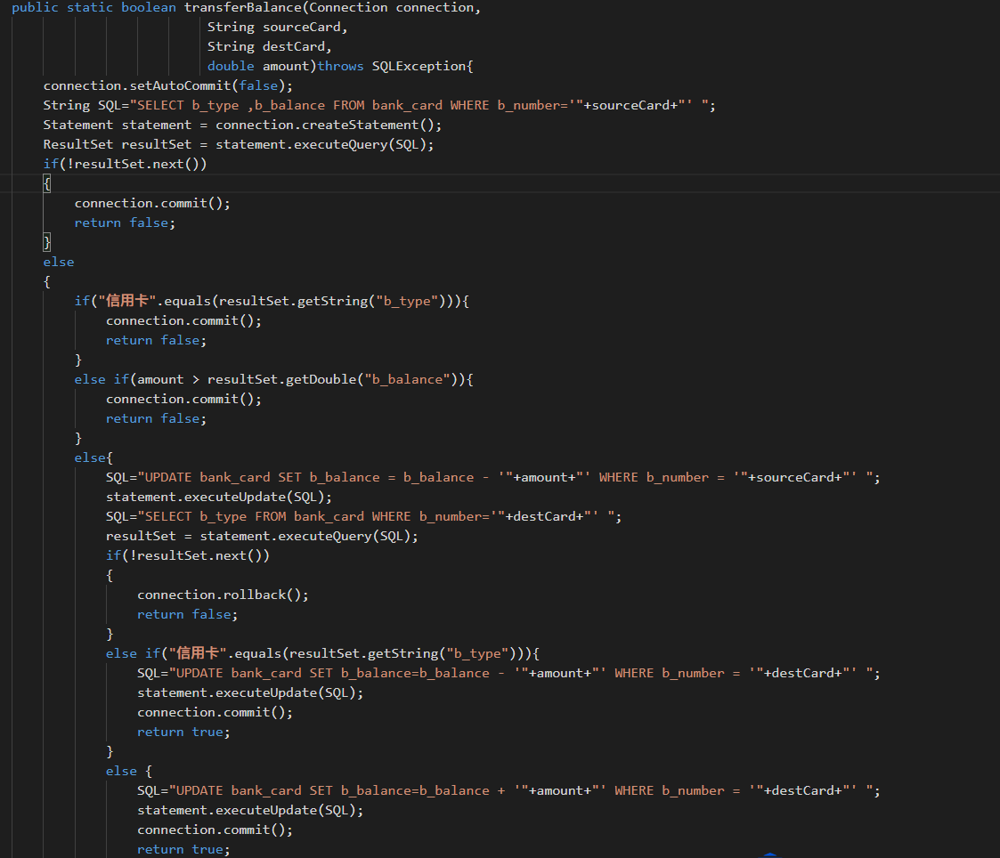 public static boolean transferBalance(Connection connection,
String sourceCard,
String destCard,
double amount)throws SQLException{
connection.setAutoCommit(false);
String SQL="SELECT b_type ,b_balance FROM bank_card WHERE b_number='"+sourceCard+"' ";
Statement statement = connection.createStatement();
ResultSet resultSet = statement.executeQuery(SQL);
if(!resultSet.next())
{
connection.commit();
return false;
}
else
{
if("信用卡".equals(resultSet.getString("b_type"))){
connection.commit();
return false;
}
else if(amount > resultSet.getDouble("b_balance")){
connection.commit();
return false;
}
else{
SQL="UPDATE bank_card SET b_balance = b_balance - '"+amount+"' WHERE b_number = '"+sourceCard+"' ";
statement.executeUpdate(SQL);
SQL="SELECT b_type FROM bank_card WHERE b_number='"+destCard+"' ";
resultSet = statement.executeQuery(SQL);
if(!resultSet.next())
{
connection.rollback();
return false;
}
else if("信用卡".equals(resultSet.getString("b_type"))){
SQL="UPDATE bank_card SET b_balance=b_balance - '"+amount+"' WHERE b_number = '"+destCard+"' ";
statement.executeUpdate(SQL);
connection.commit();
return true;
}
else {
SQL="UPDATE bank_card SET b_balance=b_balance + '"+amount+"' WHERE b_number = '"+destCard+"' ";
statement.executeUpdate(SQL);
connection.commit();
return true;